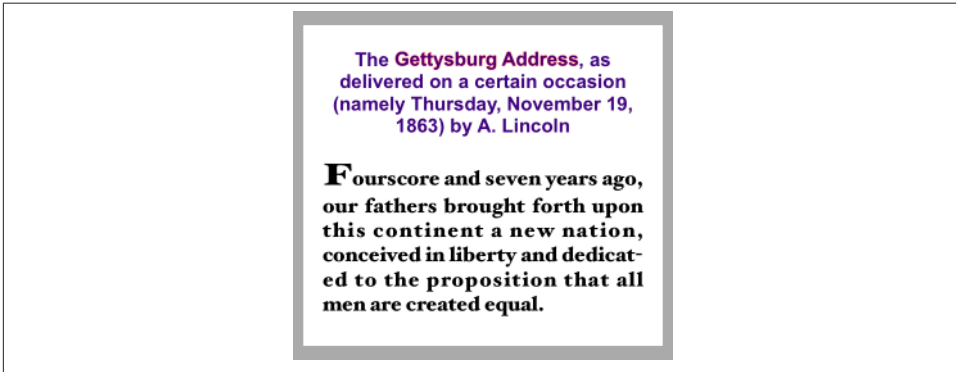 The Gettysburg Address, as
delivered on a certain occasion
(namely Thursday, November 19,
1863) by A. Lincoln
Fourscore and seven years ago,
our fathers brought forth upon
this continent a new nation,
conceived in liberty and dedicat-
ed to the proposition that all
men are created equal.